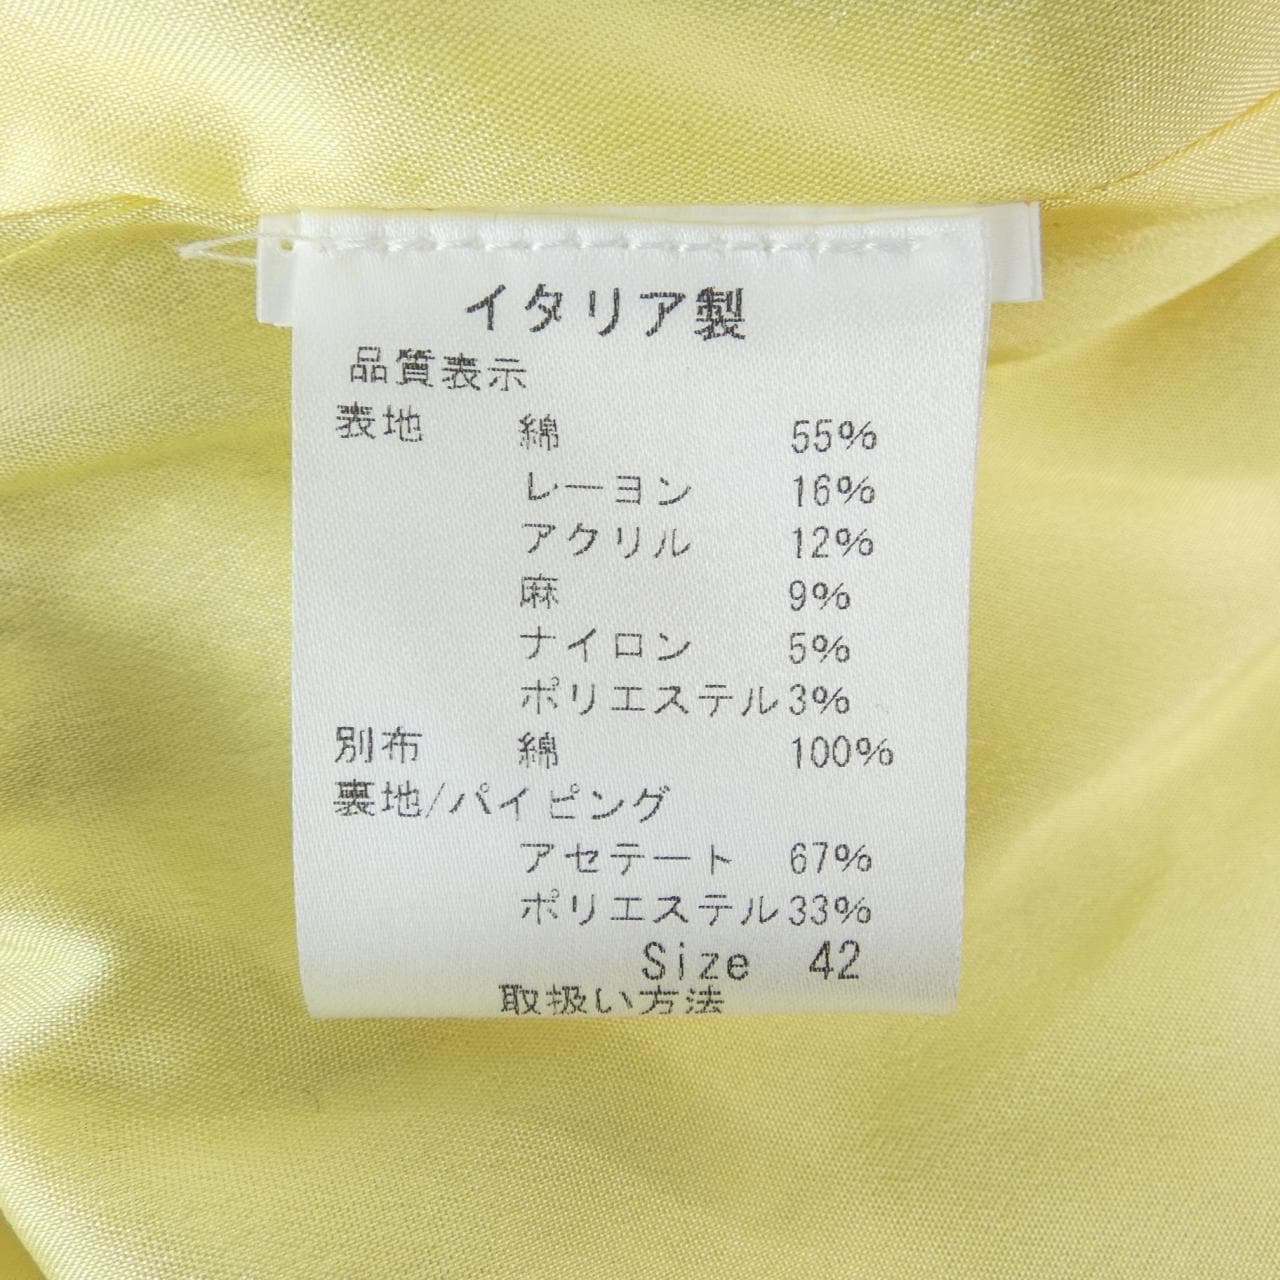 イタリア製
品質表示
表地 綿 55%
レーヨン 16%
アクリル 12%
麻 9%
ナイロン 5%
ポリエステル 3%
別布 綿 100%
裏地/パイピング
アセテート 67%
ポリエステル 33%
Size 42
取扱い方法